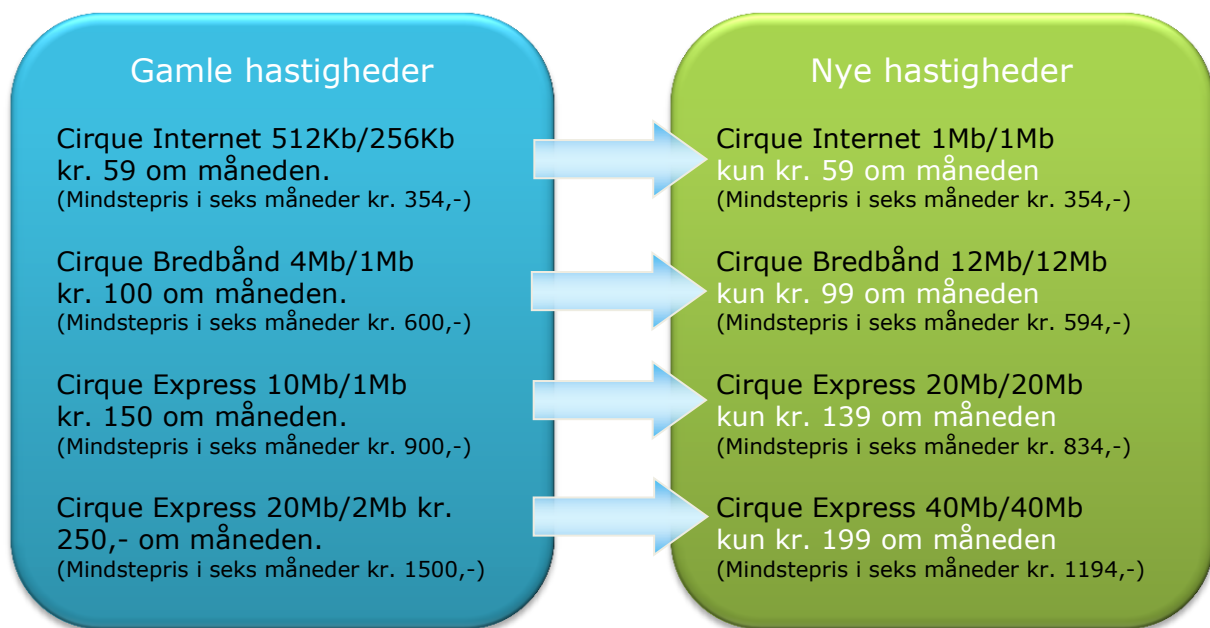 Gamle hastigheder
Cirque Internet 512Kb/256Kb
kr. 59 om måneden.
(Mindstepris i seks måneder kr. 354,-)
Cirque Bredbånd 4Mb/1Mb
kr. 100 om måneden.
(Mindstepris i seks måneder kr. 600,-)
Cirque Express 10Mb/1Mb
kr. 150 om måneden.
(Mindstepris i seks måneder kr. 900,-)
Cirque Express 20Mb/2Mb kr.
250,- om måneden.
(Mindstepris i seks måneder kr. 1500,-)
Nye hastigheder
Cirque Internet 1Mb/1Mb
kun kr. 59 om måneden
(Mindstepris i seks måneder kr. 354,-)
Cirque Bredbånd 12Mb/12Mb
kun kr. 99 om måneden
(Mindstepris i seks måneder kr. 594,-)
Cirque Express 20Mb/20Mb
kun kr. 139 om måneden
(Mindstepris i seks måneder kr. 834,-)
Cirque Express 40Mb/40Mb
kun kr. 199 om måneden
(Mindstepris i seks måneder kr. 1194,-)